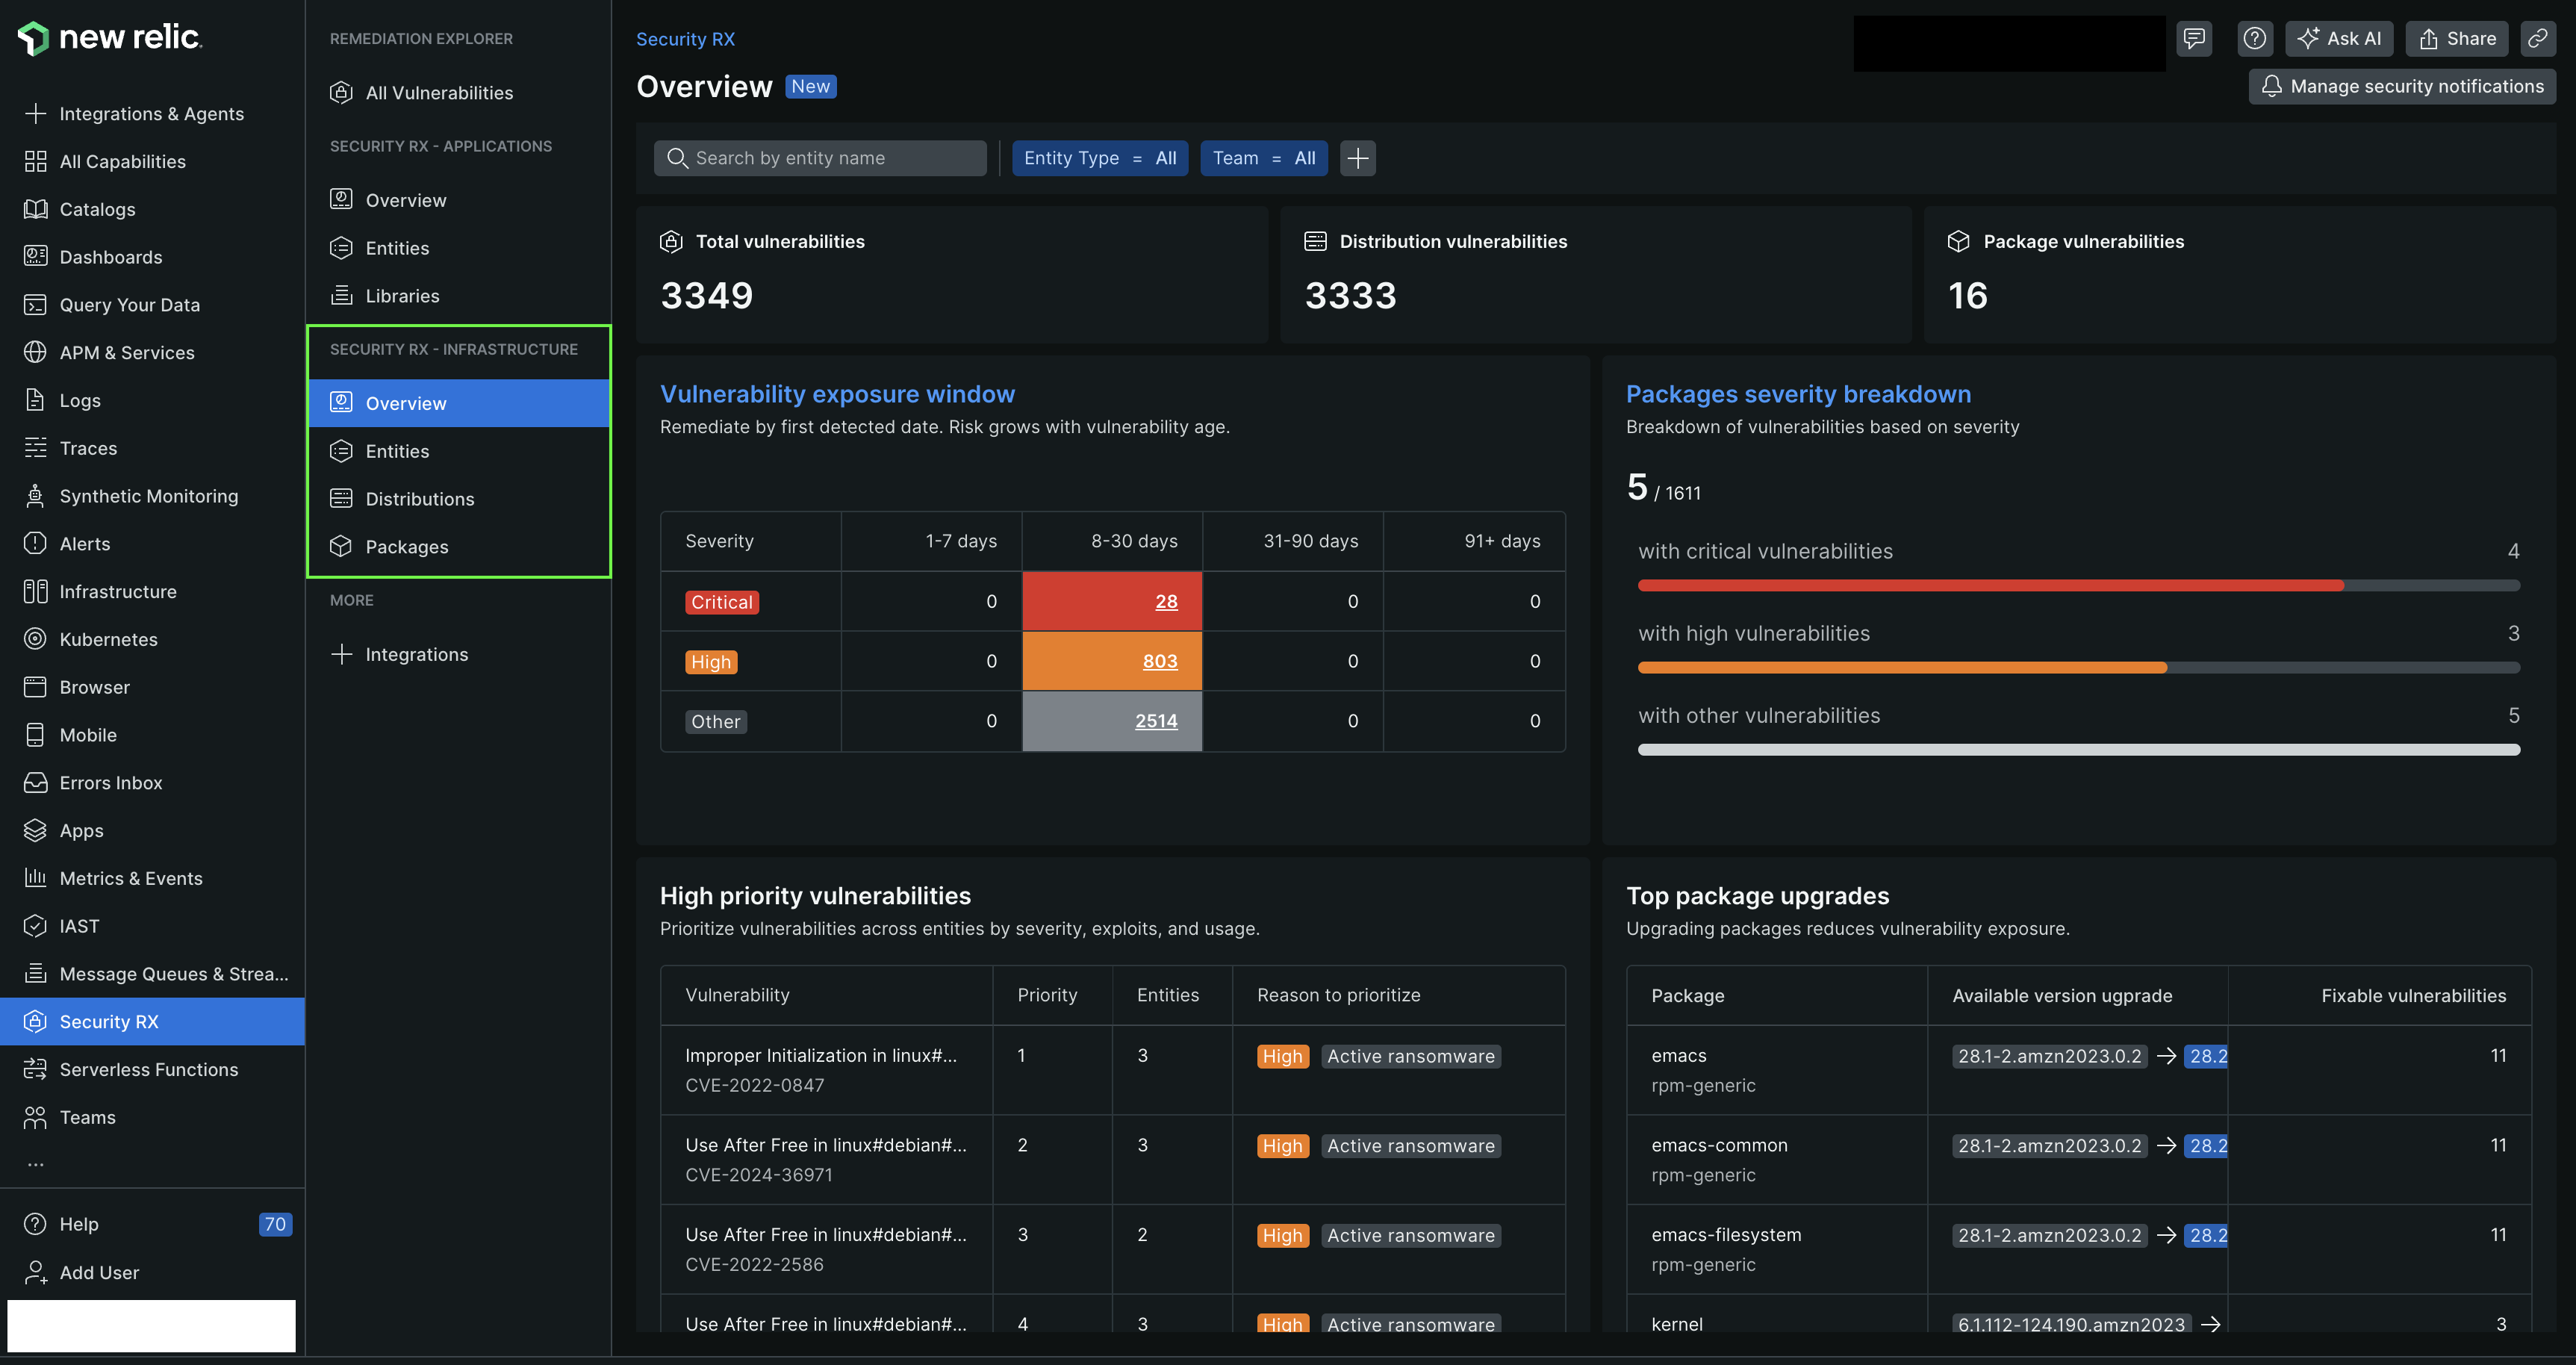 new relic.
Integrations & Agents
All Capabilities
Catalogs
Dashboards
Query Your Data
APM & Services
Logs
Traces
Synthetic Monitoring
Alerts
Infrastructure
Kubernetes
Browser
Mobile
Errors Inbox
Apps
Metrics & Events
IAST
Message Queues & Strea...
Security RX
Serverless Functions
Teams
...
Help 70
Add User
REMEDIATION EXPLORER
All Vulnerabilities
SECURITY RX - APPLICATIONS
Overview
Entities
Libraries
SECURITY RX - INFRASTRUCTURE
Overview
Entities
Distributions
Packages
MORE
Integrations
Security RX
Ask AI Share
Overview New
Manage security notifications
Search by entity name Entity Type = All Team = All
Total vulnerabilities
3349
Distribution vulnerabilities
3333
Package vulnerabilities
16
Vulnerability exposure window
Remediate by first detected date. Risk grows with vulnerability age.
Severity 1-7 days 8-30 days 31-90 days 91+ days
Critical 0 28 0 0
High 0 803 0 0
Other 0 2514 0 0
Packages severity breakdown
Breakdown of vulnerabilities based on severity
5 / 1611
with critical vulnerabilities 4
with high vulnerabilities 3
with other vulnerabilities 5
High priority vulnerabilities
Prioritize vulnerabilities across entities by severity, exploits, and usage.
Vulnerability Priority Entities Reason to prioritize
Improper Initialization in linux#... 1 3 High Active ransomware
CVE-2022-0847
Use After Free in linux#debian#... 2 3 High Active ransomware
CVE-2024-36971
Use After Free in linux#debian#... 3 2 High Active ransomware
CVE-2022-2586
Use After Free in linux#debian#... 4 3 High Active ransomware
Top package upgrades
Upgrading packages reduces vulnerability exposure.
Package Available version ugprade Fixable vulnerabilities
emacs 28.1-2.amzn2023.0.2 → 28.2 11
rpm-generic
emacs-common 28.1-2.amzn2023.0.2 → 28.2 11
rpm-generic
emacs-filesystem 28.1-2.amzn2023.0.2 → 28.2 11
rpm-generic
kernel 6.1.112-124.190.amzn2023 → 3